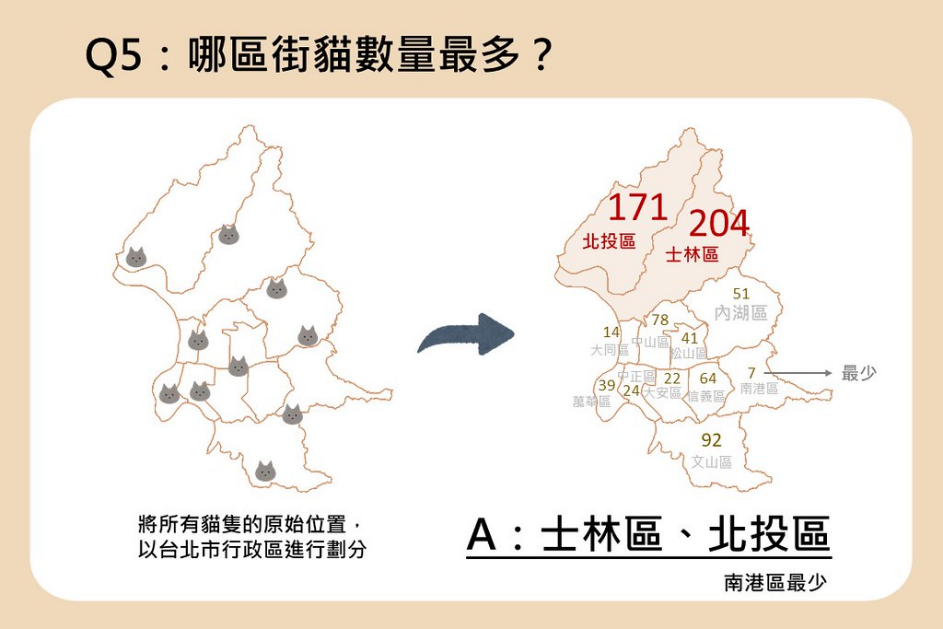 Q5：哪區街貓數量最多？
171
北投區
204
士林區
51
內湖區
78
中山區
14
大同區
41
松山區
7
南港區
最少
中正區
24
39
萬華區
22
大安區
64
信義區
92
文山區
將所有貓隻的原始位置，
以台北市行政區進行劃分
A：士林區、北投區
南港區最少